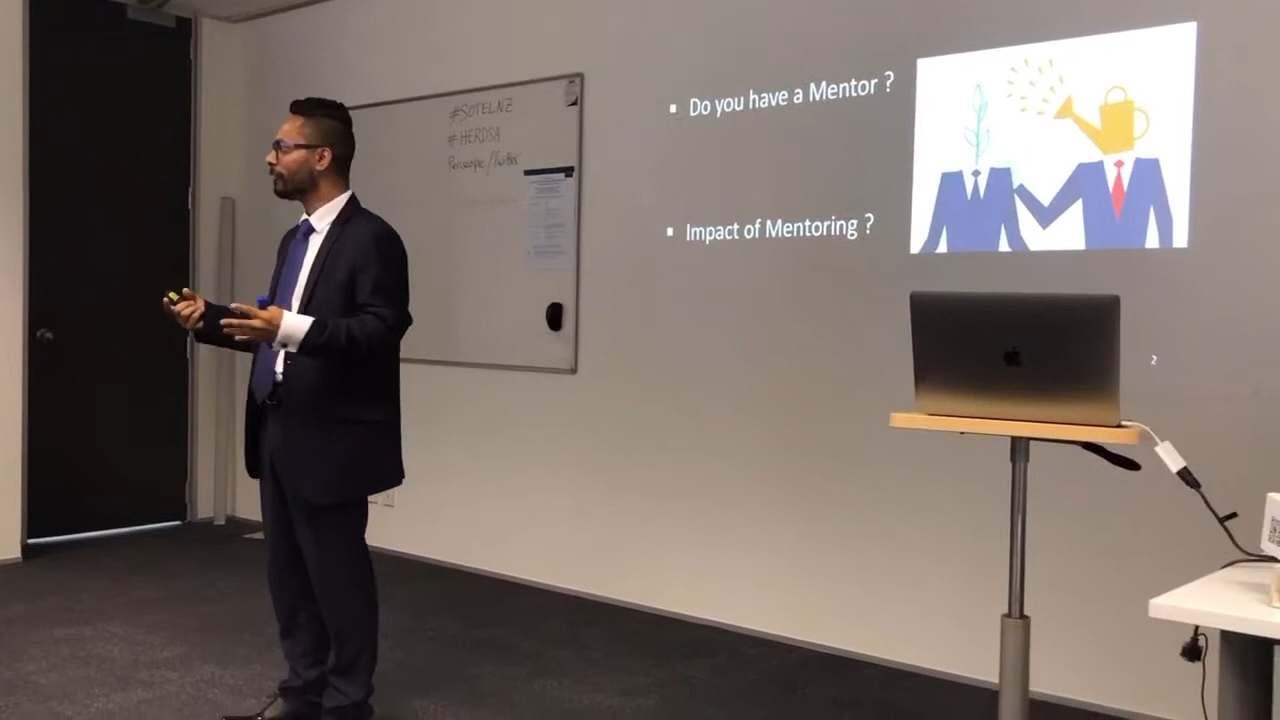 #SOTELNZ
#HERDSA
Periscope/Twitter
▪ Do you have a Mentor ?
▪ Impact of Mentoring ?
2